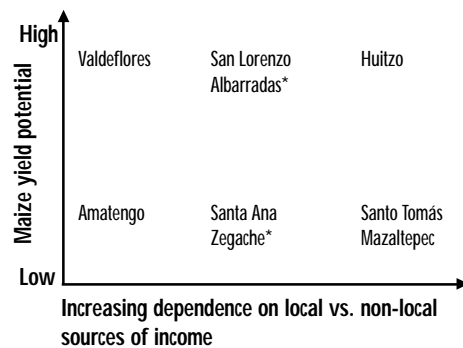 High
Valdeflores
San Lorenzo
Albarradas*
Huitzo
Maize yield potential
Amatengo
Santa Ana
Zegache*
Santo Tomás
Mazaltepec
Low
Increasing dependence on local vs. non-local
sources of income